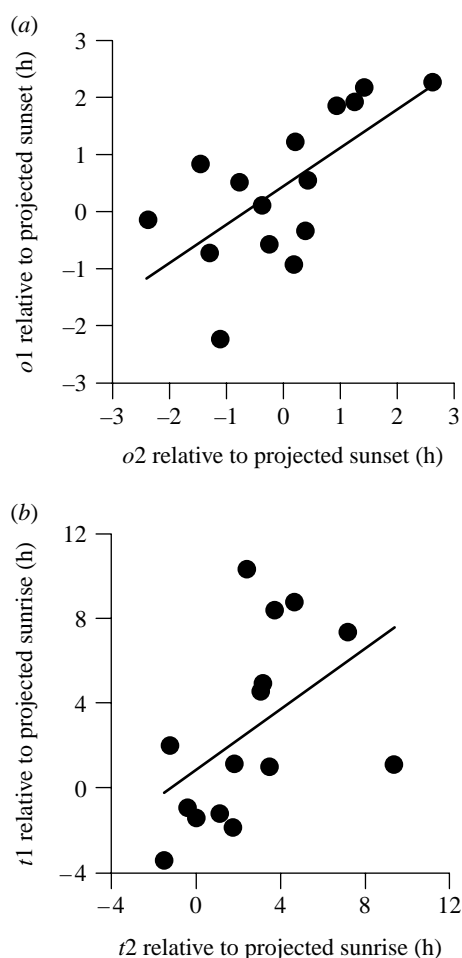 (a)
3
2
1
0
–1
–2
–3
o1 relative to projected sunset (h)
–3 –2 –1 0 1 2 3
o2 relative to projected sunset (h)
(b)
12
8
4
0
–4
t1 relative to projected sunrise (h)
–4 0 4 8 12
t2 relative to projected sunrise (h)